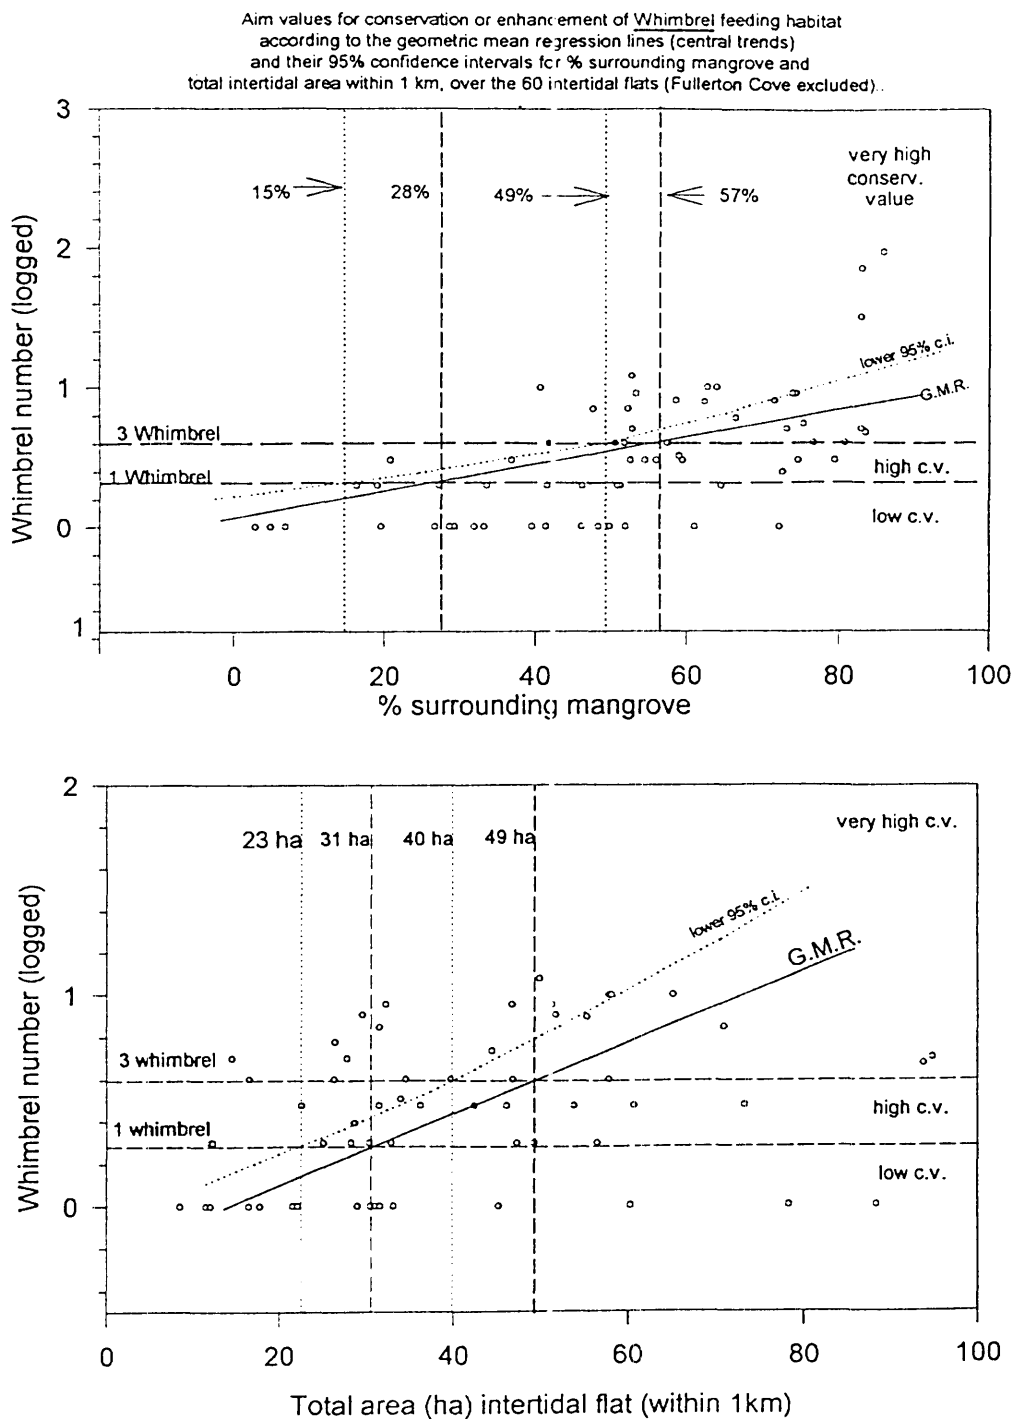 Aim values for conservation or enhancement of Whimbrel feeding habitat
according to the geometric mean regression lines (central trends)
and their 95% confidence intervals for % surrounding mangrove and
total intertidal area within 1 km, over the 60 intertidal flats (Fullerton Cove excluded)..
3
very high
conserv.
value
15%
28%
49%
57%
2
Whimbrel number (logged)
lower 95% c.i.
G.M.R.
1
3 Whimbrel
high c.v.
1 Whimbrel
low c.v.
0
1
0 20 40 60 80 100
% surrounding mangrove
2
very high c.v.
23 ha 31 ha 40 ha 49 ha
lower 95% c.i.
G.M.R.
Whimbrel number (logged)
1
3 whimbrel
high c.v.
1 whimbrel
low c.v.
0
0 20 40 60 80 100
Total area (ha) intertidal flat (within 1km)